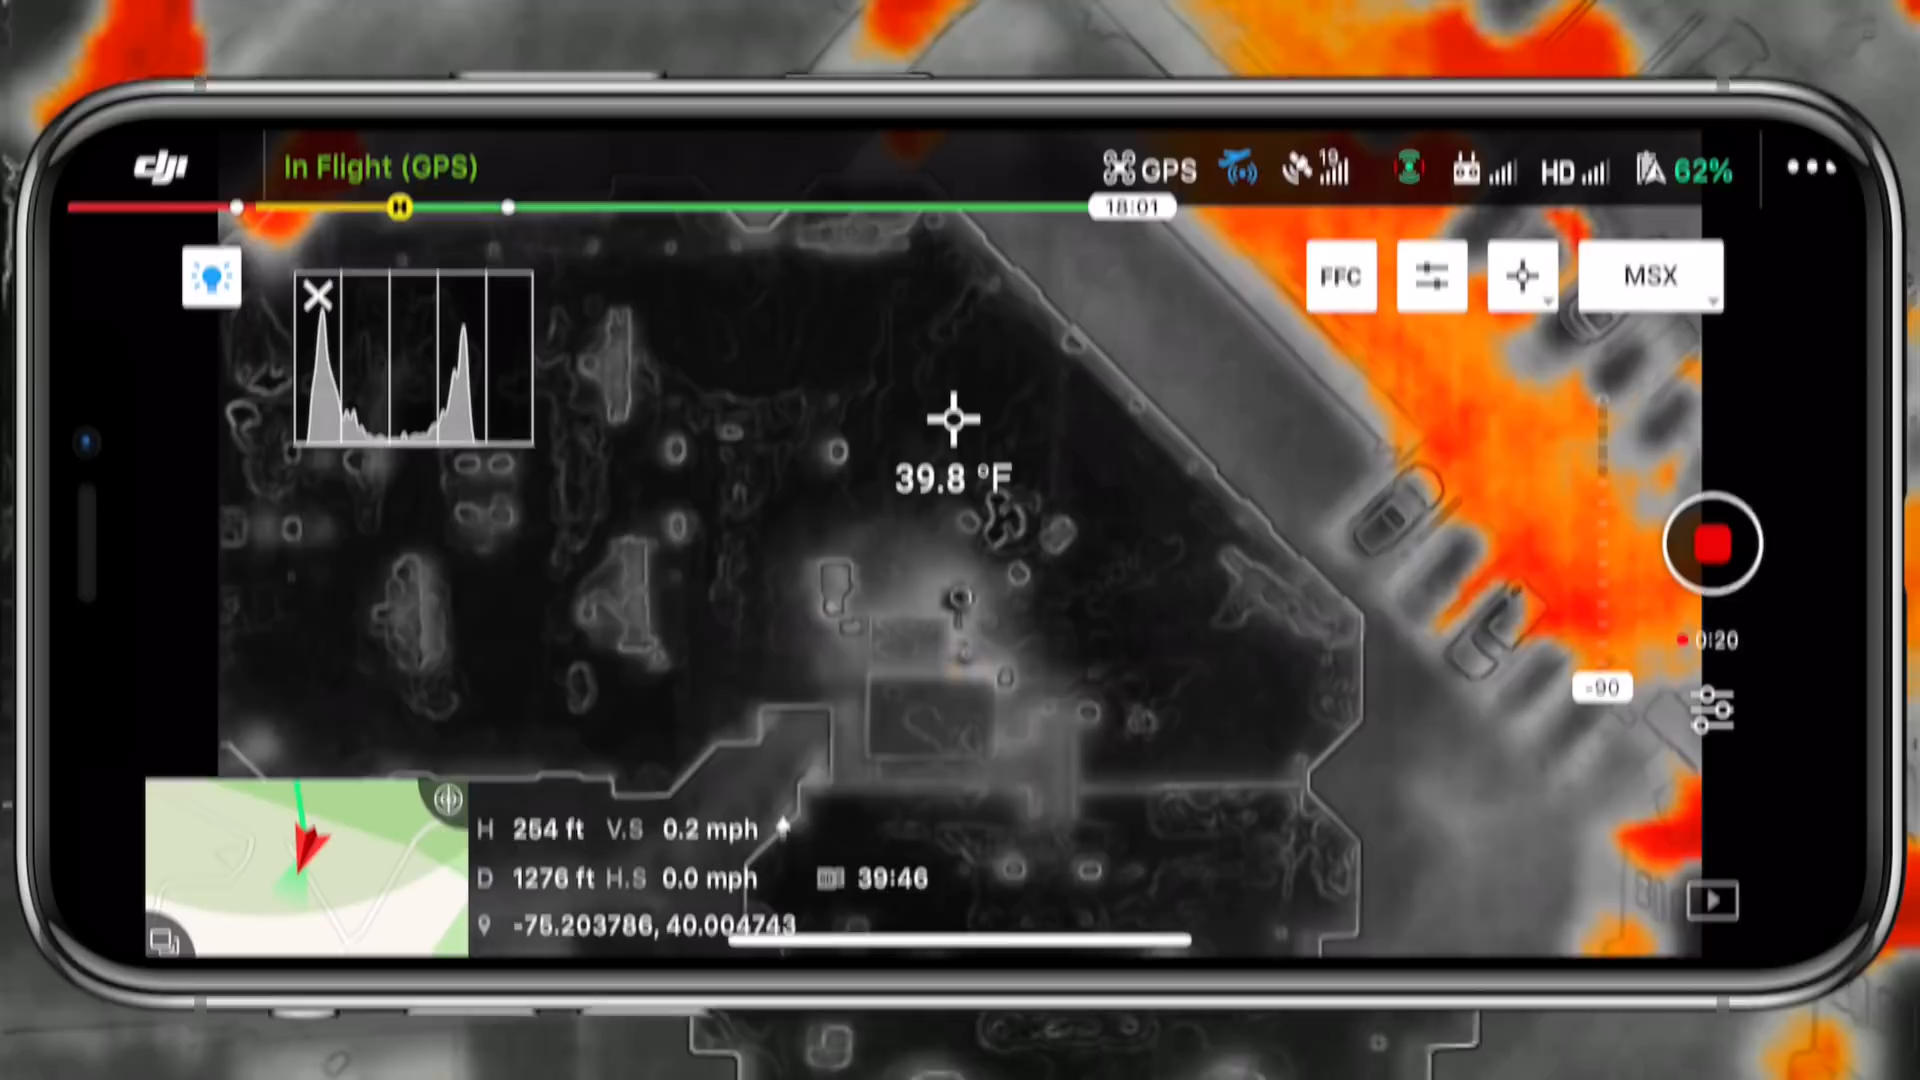 dji In Flight (GPS) GPS 19 HD 62%
H 18:01
FFC MSX
39.8 °F
0:20
-90
H 254 ft V.S 0.2 mph
D 1276 ft H.S 0.0 mph 39:46
-75.203786, 40.004743